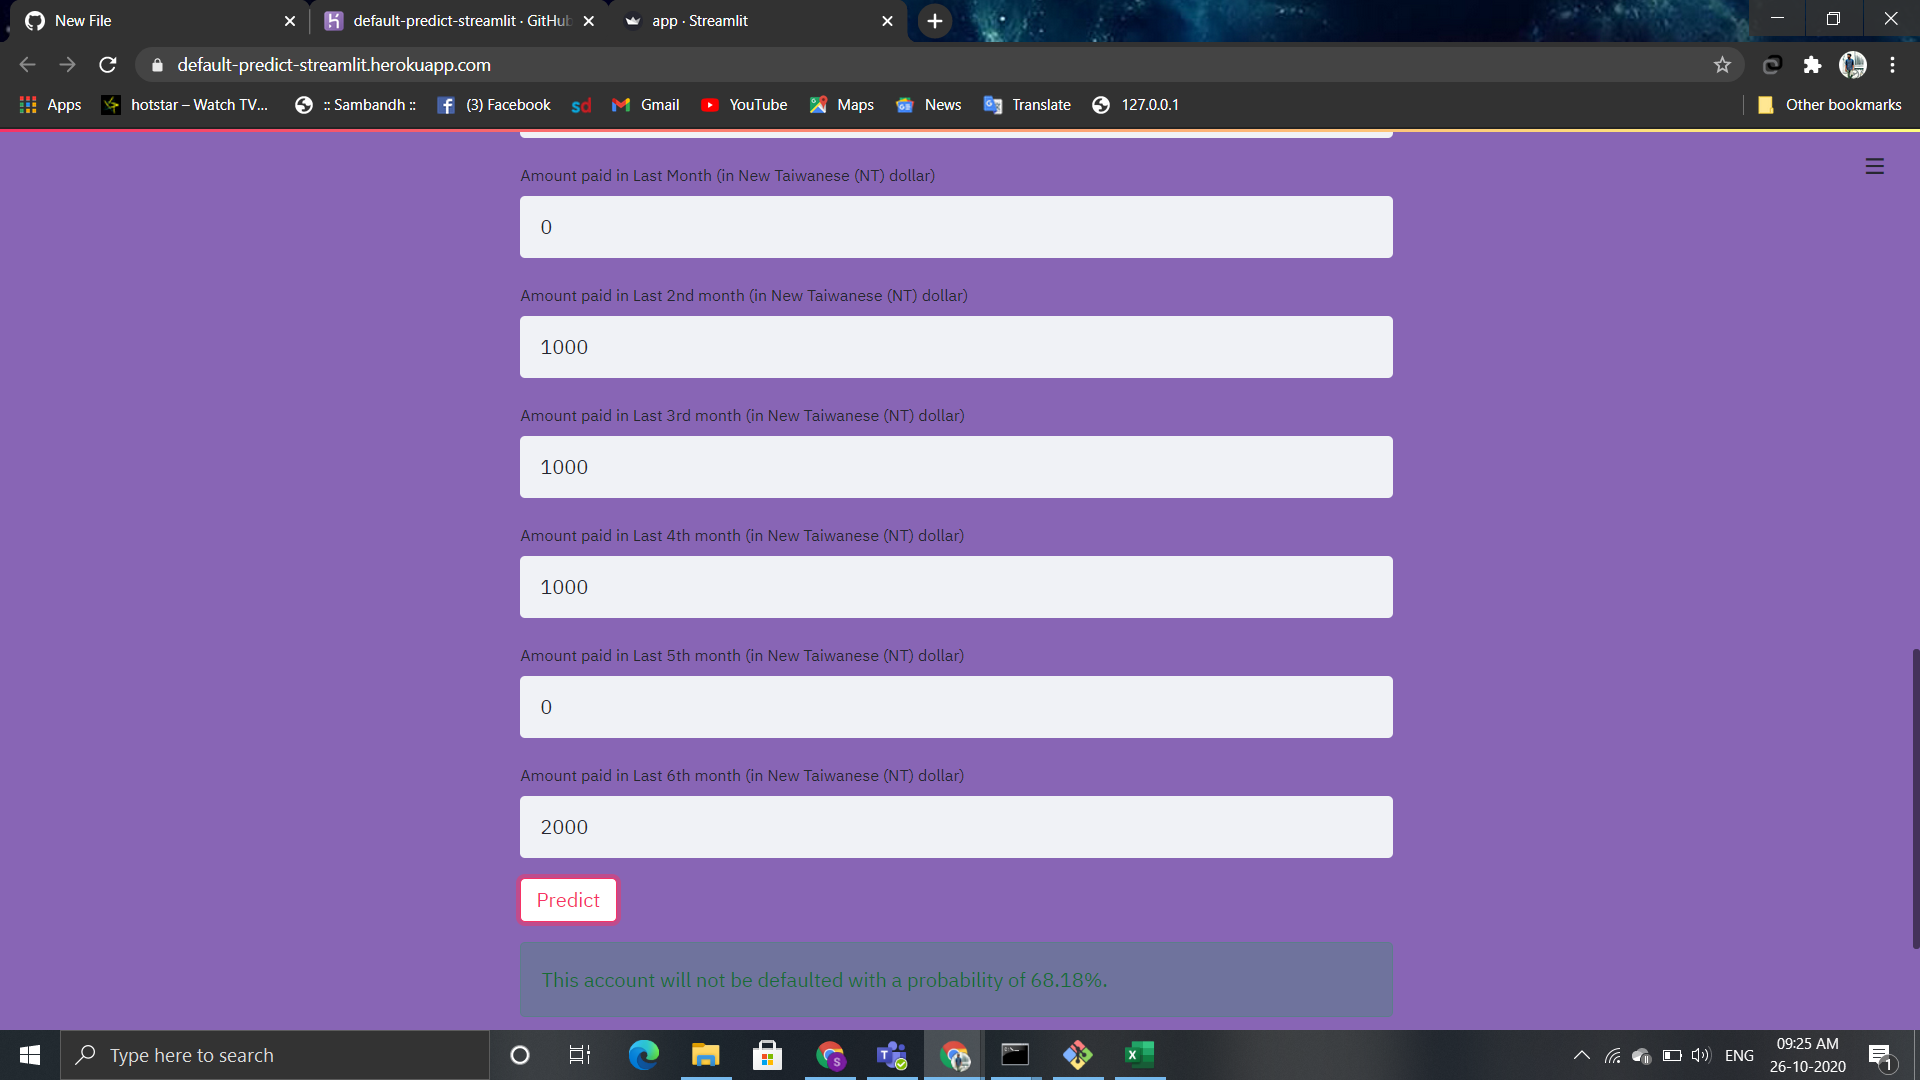 New File
default-predict-streamlit · GitHub
app · Streamlit
default-predict-streamlit.herokuapp.com
Apps
hotstar – Watch TV...
:: Sambandh ::
(3) Facebook
sd
Gmail
YouTube
Maps
News
Translate
127.0.0.1
Other bookmarks
Amount paid in Last Month (in New Taiwanese (NT) dollar)
0
Amount paid in Last 2nd month (in New Taiwanese (NT) dollar)
1000
Amount paid in Last 3rd month (in New Taiwanese (NT) dollar)
1000
Amount paid in Last 4th month (in New Taiwanese (NT) dollar)
1000
Amount paid in Last 5th month (in New Taiwanese (NT) dollar)
0
Amount paid in Last 6th month (in New Taiwanese (NT) dollar)
2000
Predict
This account will not be defaulted with a probability of 68.18%.
Type here to search
ENG
09:25 AM
26-10-2020
1